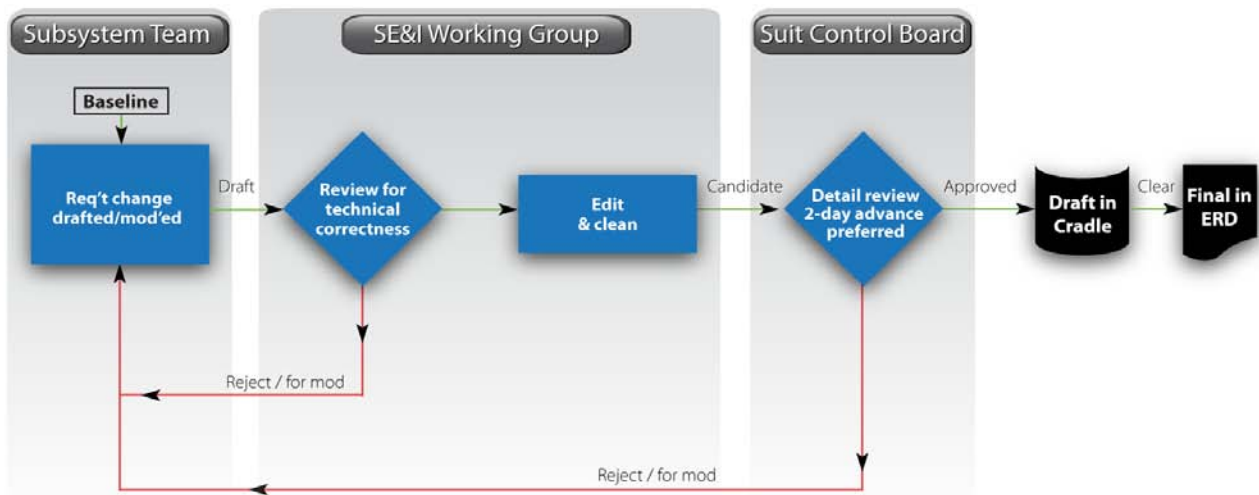 Subsystem Team
SE&I Working Group
Suit Control Board
Baseline
Req't change
drafted/mod'ed
Draft
Review for
technical
correctness
Edit
& clean
Candidate
Detail review
2-day advance
preferred
Approved
Draft in
Cradle
Clear
Final in
ERD
Reject / for mod
Reject / for mod